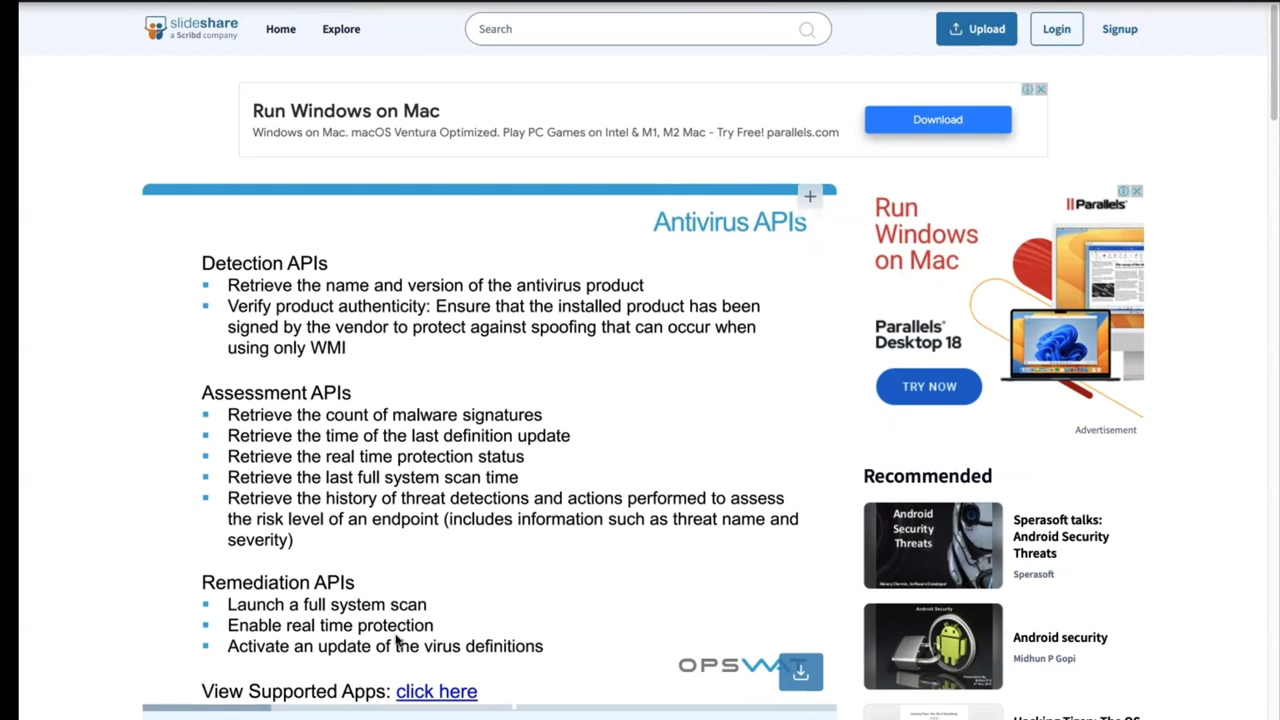 slideshare
a Scribd company
Home
Explore
Search
Upload
Login
Signup
Run Windows on Mac
Windows on Mac. macOS Ventura Optimized. Play PC Games on Intel & M1, M2 Mac - Try Free! parallels.com
Download
Antivirus APIs
Detection APIs
Retrieve the name and version of the antivirus product
Verify product authenticity: Ensure that the installed product has been
signed by the vendor to protect against spoofing that can occur when
using only WMI
Assessment APIs
Retrieve the count of malware signatures
Retrieve the time of the last definition update
Retrieve the real time protection status
Retrieve the last full system scan time
Retrieve the history of threat detections and actions performed to assess
the risk level of an endpoint (includes information such as threat name and
severity)
Remediation APIs
Launch a full system scan
Enable real time protection
Activate an update of the virus definitions
View Supported Apps: click here
OPSWAT
Parallels
Run
Windows
on Mac
Parallels
Desktop 18
TRY NOW
Advertisement
Recommended
Android
Security
Threats
Sperasoft talks:
Android Security
Threats
Sperasoft
Android Security
Android security
Midhun P Gopi